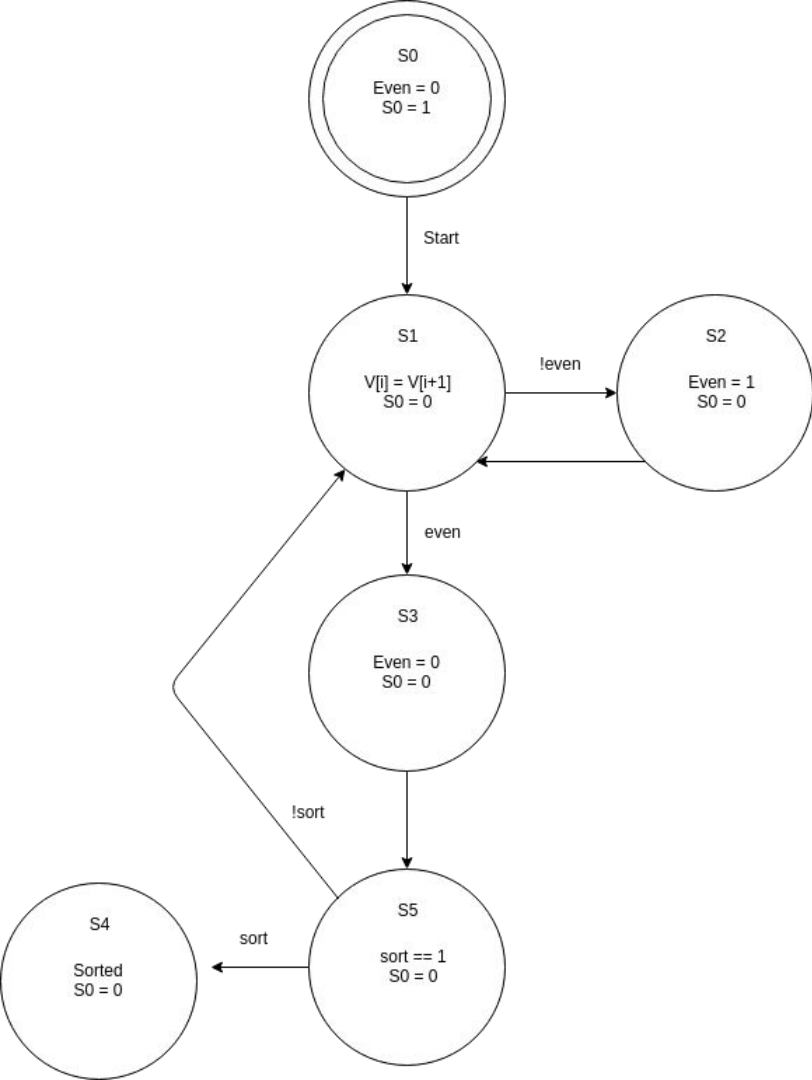 S0
Even = 0
S0 = 1
Start
S1
V[i] = V[i+1]
S0 = 0
!even
S2
Even = 1
S0 = 0
even
S3
Even = 0
S0 = 0
!sort
S5
sort == 1
S0 = 0
sort
S4
Sorted
S0 = 0